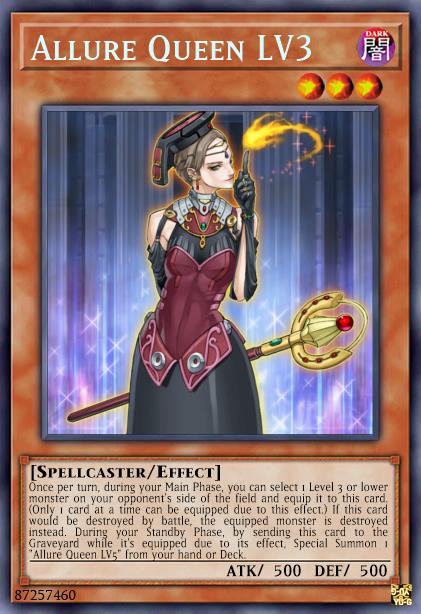 Allure Queen LV3
DARK
闇
[Spellcaster/Effect]
Once per turn, during your Main Phase, you can select 1 Level 3 or lower
monster on your opponent's side of the field and equip it to this card.
(Only 1 card at a time can be equipped due to this effect.) If this card
would be destroyed by battle, the equipped monster is destroyed
instead. During your Standby Phase, by sending this card to the
Graveyard while it's equipped due to its effect, Special Summon 1
"Allure Queen LV5" from your hand or Deck.
ATK/ 500 DEF/ 500
87257460